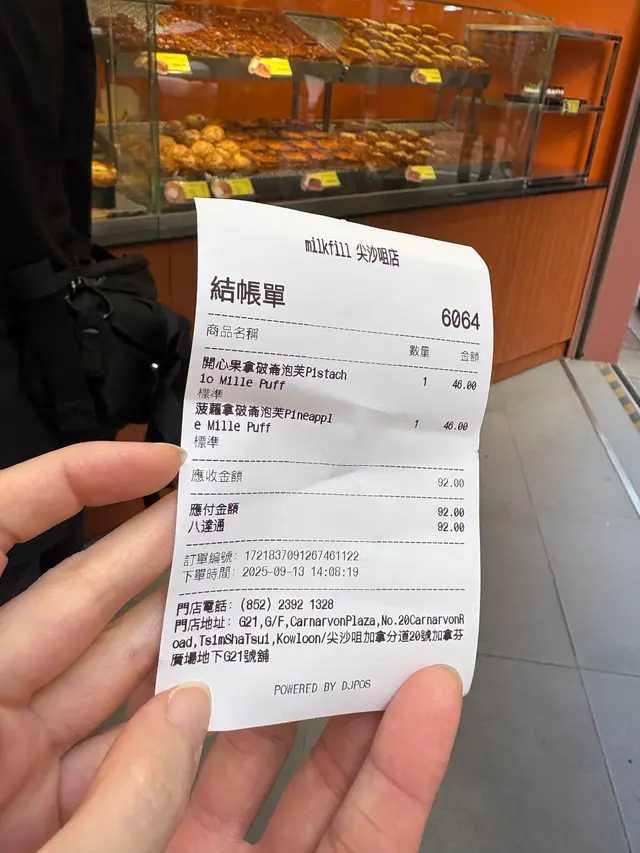 milkfill 尖沙咀店
結帳單 6064
商品名稱 數量 金額
開心果拿破崙泡芙Pistach
io Mille Puff 1 46.00
標準
菠蘿拿破崙泡芙Pineappl
e Mille Puff 1 46.00
標準
應收金額 92.00
應付金額 92.00
八達通 92.00
訂單編號: 1721837091267461122
下單時間: 2025-09-13 14:08:19
門店電話: (852) 2392 1328
門店地址: G21,G/F,CarnarvonPlaza,No.20CarnarvonR
oad,TsimShaTsui,Kowloon/尖沙咀加拿分道20號加拿芬
廣場地下G21號舖
POWERED BY DJPOS